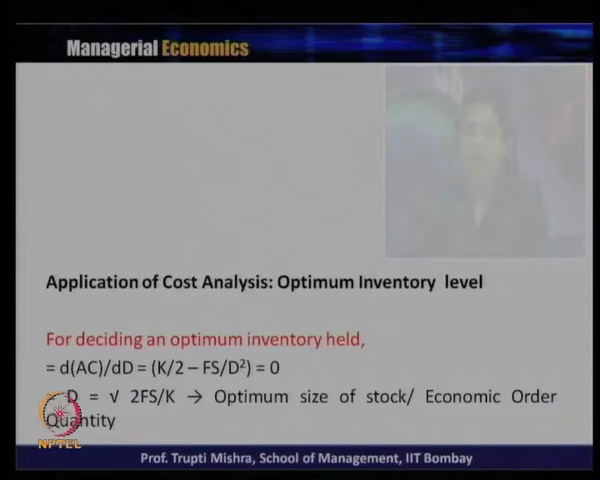 Managerial Economics
Application of Cost Analysis: Optimum Inventory level
For deciding an optimum inventory held,
= d(AC)/dD = (K/2 – FS/D²) = 0
D = √ 2FS/K → Optimum size of stock/ Economic Order
Quantity
NPTEL
Prof. Trupti Mishra, School of Management, IIT Bombay